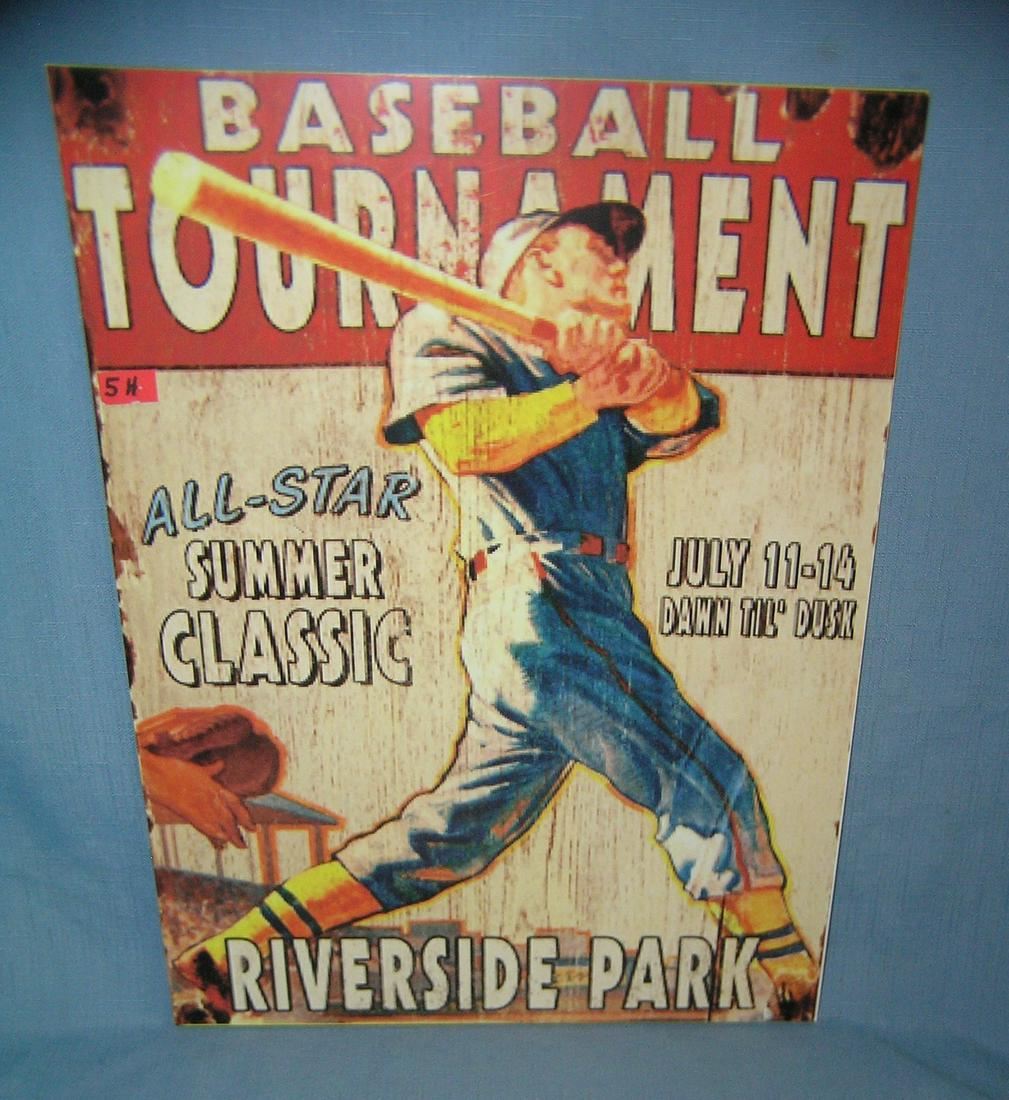 BASEBALL
TOURNAMENT
5H
ALL-STAR
SUMMER
CLASSIC
JULY 11-14
DAWN TIL' DUSK
RIVERSIDE PARK